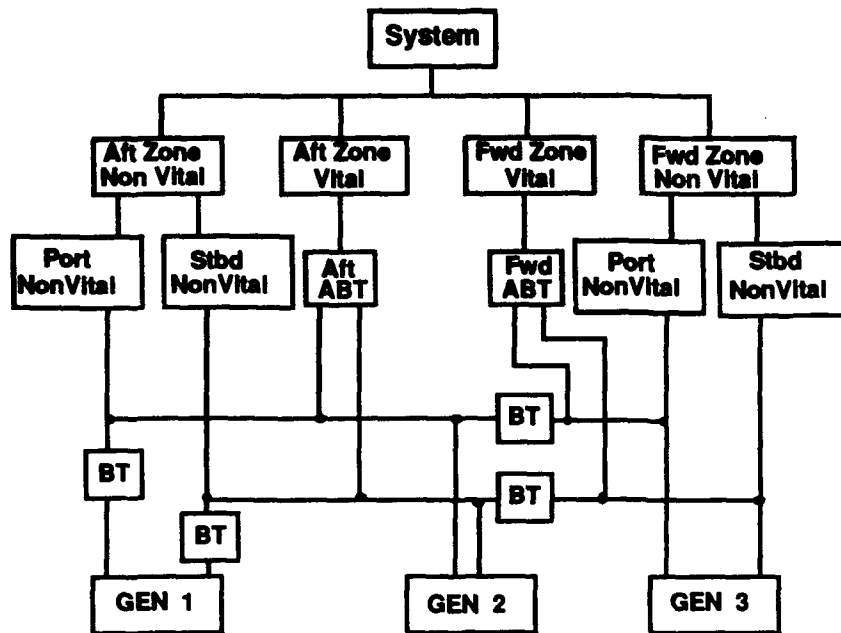 System
Aft Zone
Non Vital
Aft Zone
Vital
Fwd Zone
Vital
Fwd Zone
Non Vital
Port
NonVital
Stbd
NonVital
Aft
ABT
Fwd
ABT
Port
NonVital
Stbd
NonVital
BT
BT
BT
BT
GEN 1
GEN 2
GEN 3